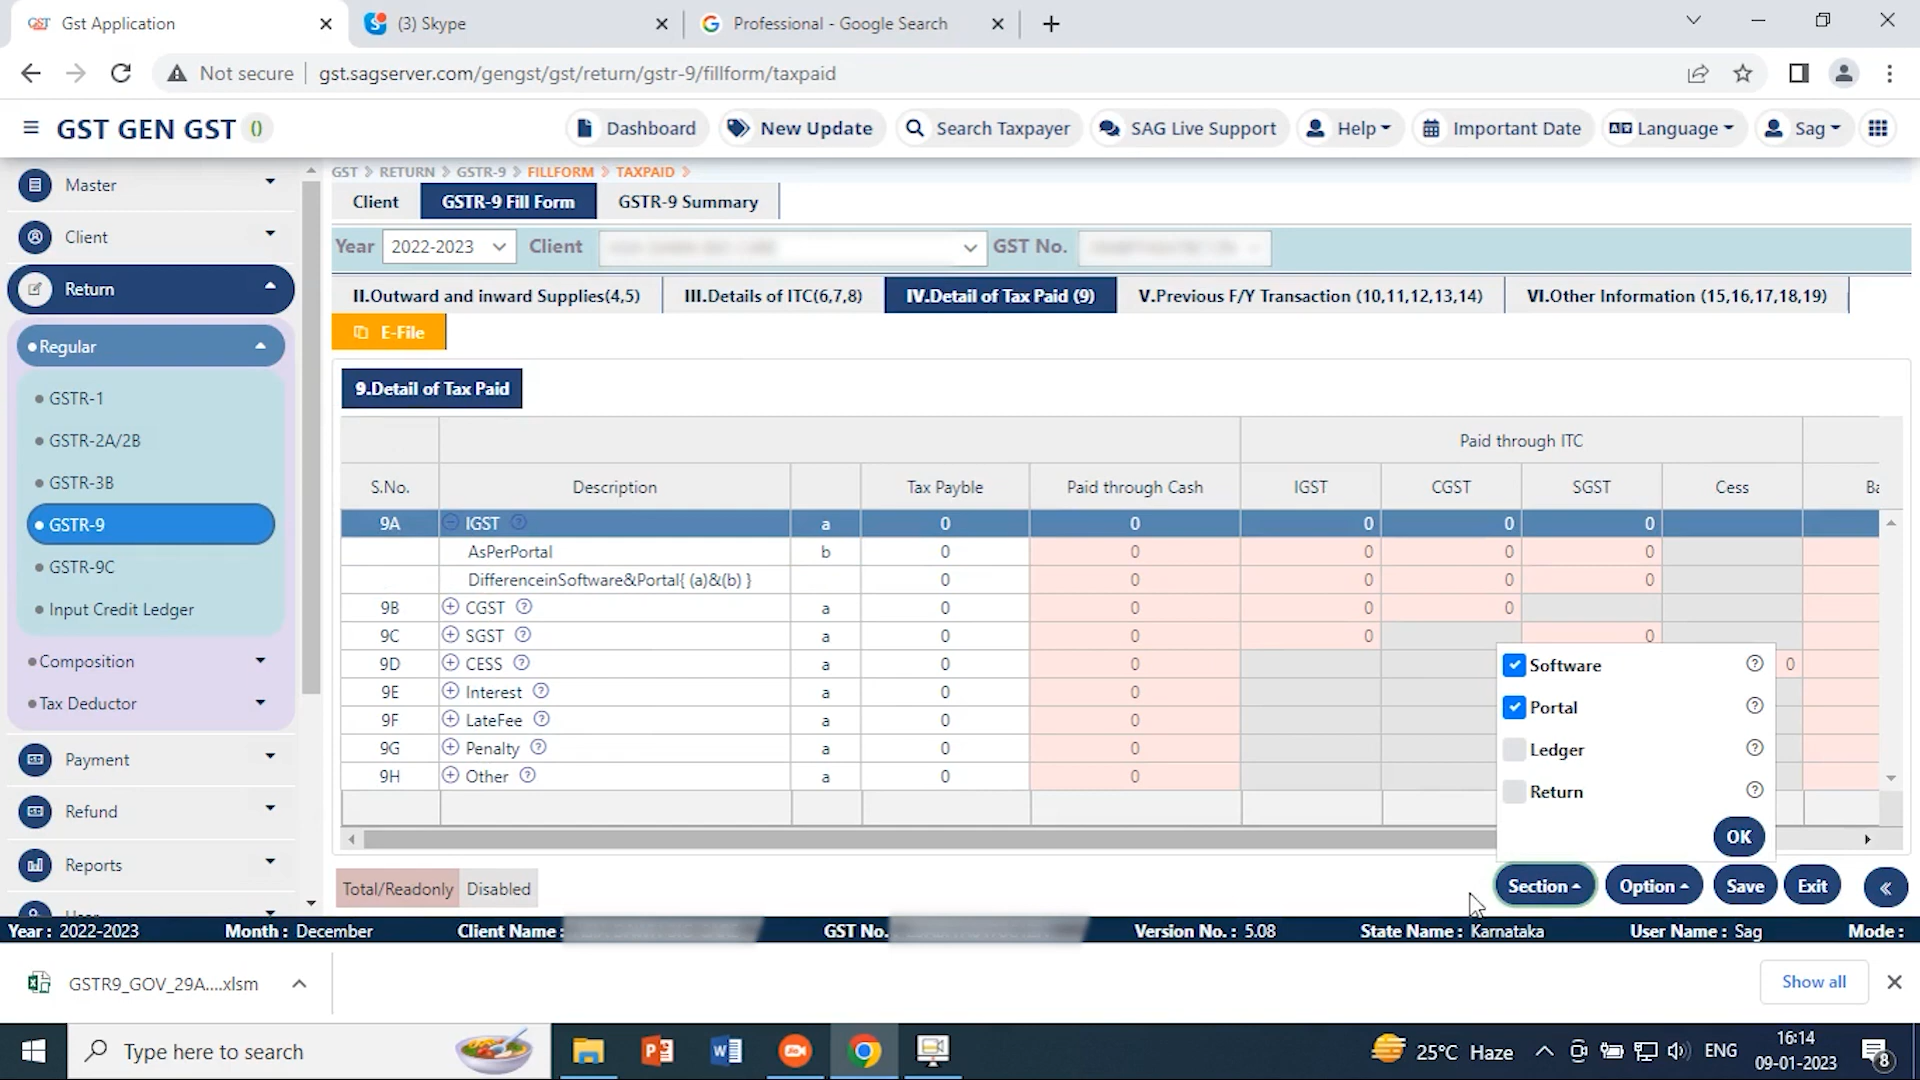 Gst Application
(3) Skype
Professional - Google Search
Not secure
gst.sagserver.com/gengst/gst/return/gstr-9/fillform/taxpaid
GST GEN GST ()
Dashboard
New Update
Search Taxpayer
SAG Live Support
Help
Important Date
Language
Sag
Master
Client
Return
Regular
GSTR-1
GSTR-2A/2B
GSTR-3B
GSTR-9
GSTR-9C
Input Credit Ledger
Composition
Tax Deductor
Payment
Refund
Reports
GST > RETURN > GSTR-9 > FILLFORM > TAXPAID >
Client
GSTR-9 Fill Form
GSTR-9 Summary
Year 2022-2023 Client GST No.
II.Outward and inward Supplies(4,5)
III.Details of ITC(6,7,8)
IV.Detail of Tax Paid (9)
V.Previous F/Y Transaction (10,11,12,13,14)
VI.Other Information (15,16,17,18,19)
E-File
9.Detail of Tax Paid
Paid through ITC
S.No. Description Tax Payble Paid through Cash IGST CGST SGST Cess Ba
9A IGST a 0 0 0 0 0
AsPerPortal b 0 0 0 0 0
DifferenceinSoftware&Portal{ (a)&(b) } 0 0 0 0 0
9B CGST a 0 0 0 0
9C SGST a 0 0 0 0
9D CESS a 0 0 0
9E Interest a 0 0
9F LateFee a 0 0
9G Penalty a 0 0
9H Other a 0 0
Software
Portal
Ledger
Return
OK
Total/Readonly
Disabled
Section
Option
Save
Exit
Year : 2022-2023 Month : December Client Name : GST No. Version No. : 5.08 State Name : Karnataka User Name : Sag Mode :
GSTR9_GOV_29A....xlsm
Show all
Type here to search
25°C Haze
ENG
16:14
09-01-2023
8